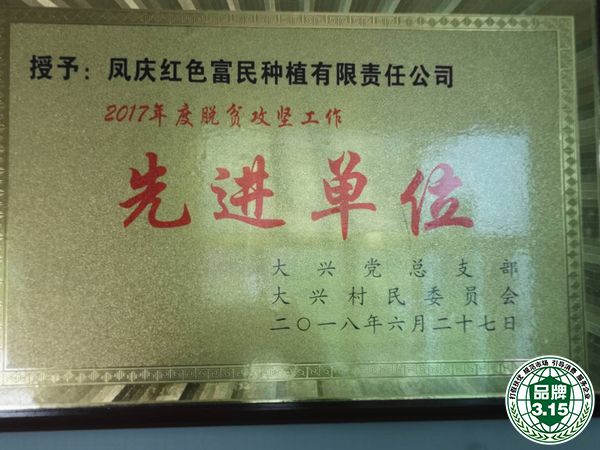 授予：凤庆红色富民种植有限责任公司
2017年度脱贫攻坚工作
先进单位
大兴党总支部
大兴村民委员会
二〇一八年六月二十七日
品牌
3.15